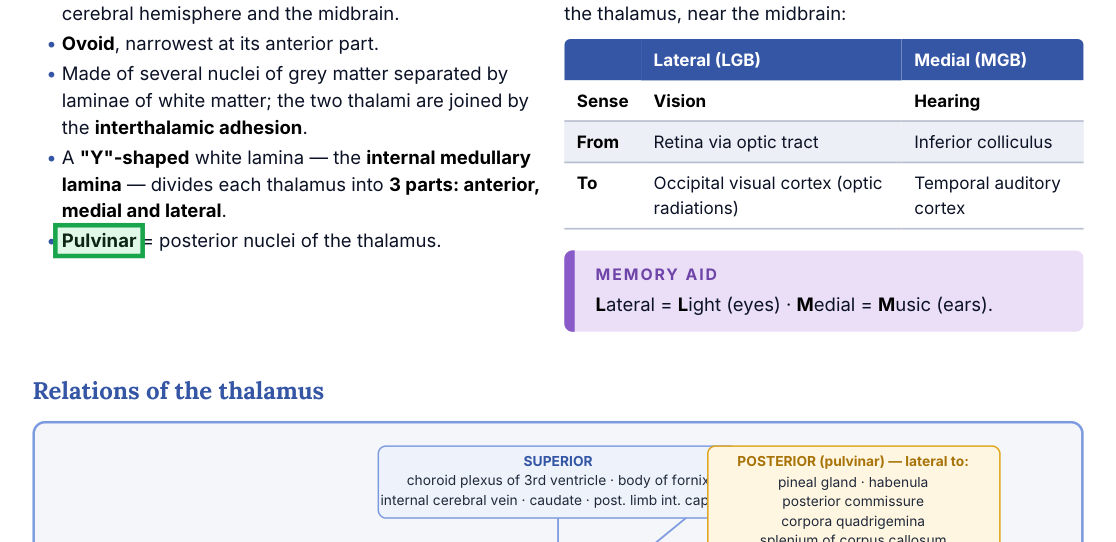 cerebral hemisphere and the midbrain.
• Ovoid, narrowest at its anterior part.
• Made of several nuclei of grey matter separated by
laminae of white matter; the two thalami are joined by
the interthalamic adhesion.
• A "Y"-shaped white lamina — the internal medullary
lamina — divides each thalamus into 3 parts: anterior,
medial and lateral.
• Pulvinar = posterior nuclei of the thalamus.
the thalamus, near the midbrain:
Lateral (LGB) Medial (MGB)
Sense Vision Hearing
From Retina via optic tract Inferior colliculus
To Occipital visual cortex (optic Temporal auditory
radiations) cortex
MEMORY AID
Lateral = Light (eyes) · Medial = Music (ears).
Relations of the thalamus
SUPERIOR
choroid plexus of 3rd ventricle · body of fornix
internal cerebral vein · caudate · post. limb int. cap
POSTERIOR (pulvinar) — lateral to:
pineal gland · habenula
posterior commissure
corpora quadrigemina
splenium of corpus callosum